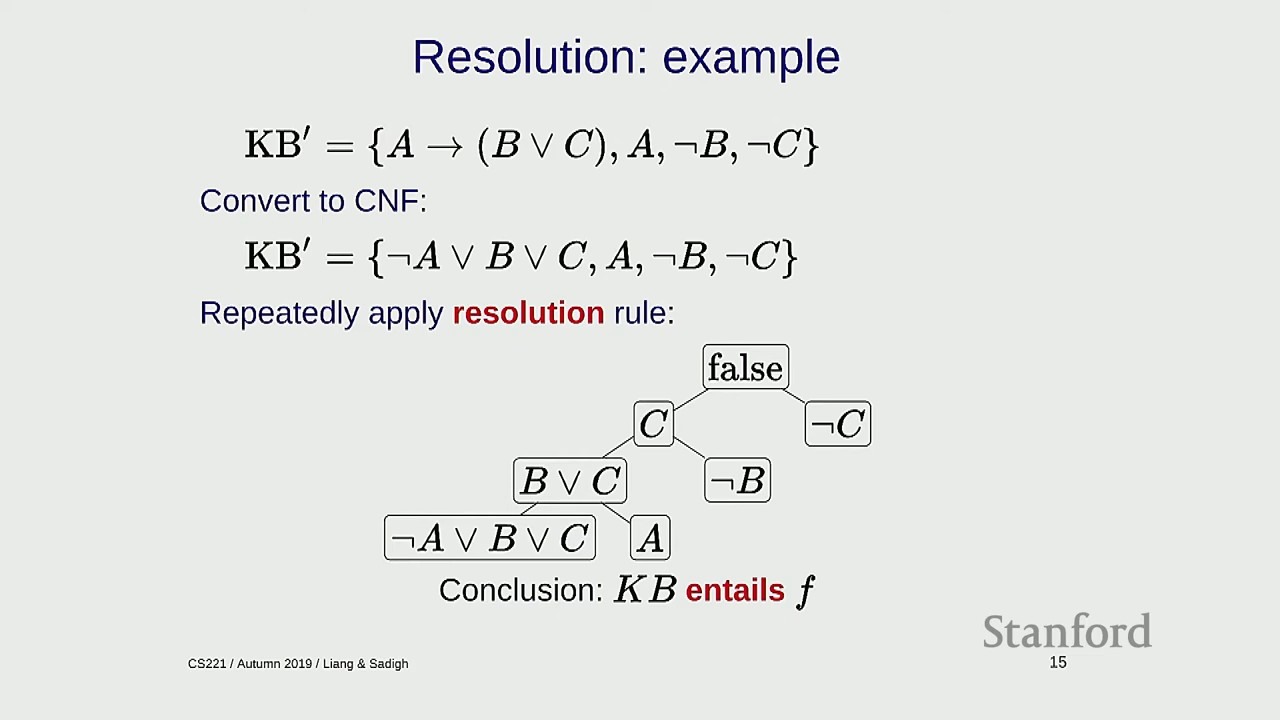 Resolution: example
KB′ = {A → (B ∨ C), A, ¬B, ¬C}
Convert to CNF:
KB′ = {¬A ∨ B ∨ C, A, ¬B, ¬C}
Repeatedly apply resolution rule:
false
C ¬C
B ∨ C ¬B
¬A ∨ B ∨ C A
Conclusion: KB entails f
Stanford
CS221 / Autumn 2019 / Liang & Sadigh 15